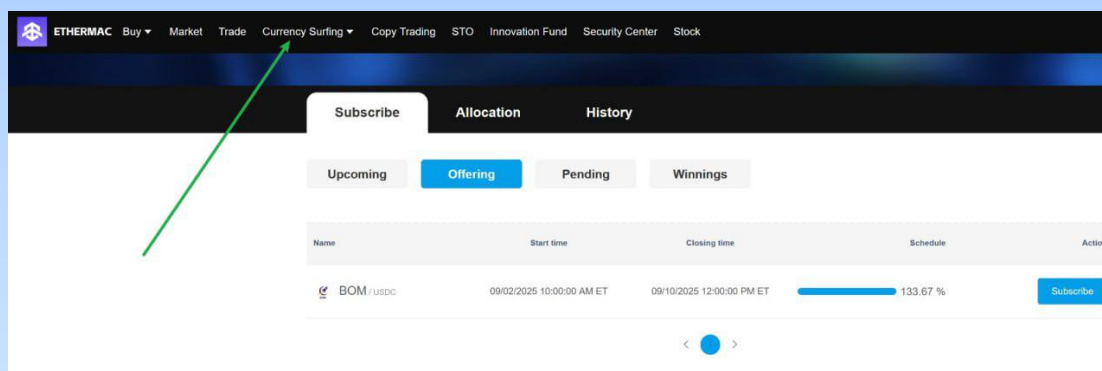 ETHERMAC Buy Market Trade Currency Surfing Copy Trading STO Innovation Fund Security Center Stock
Subscribe Allocation History
Upcoming Offering Pending Winnings
Name Start time Closing time Schedule Actio
BOM / USDC 09/02/2025 10:00:00 AM ET 09/10/2025 12:00:00 PM ET 133.67 % Subscribe